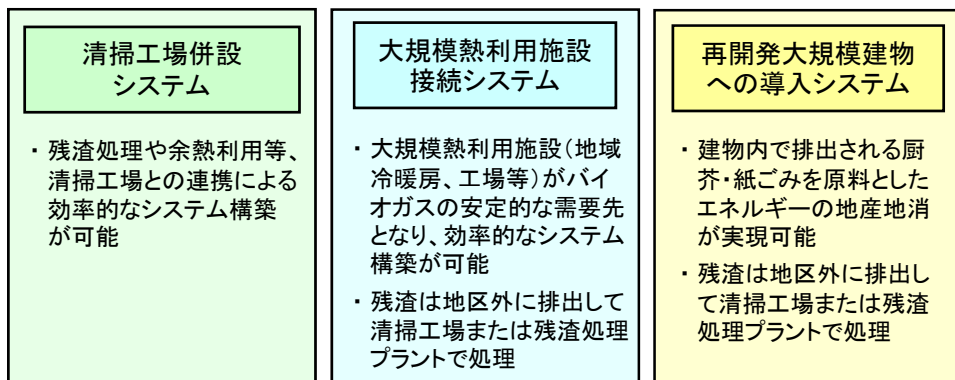 清掃工場併設
システム
・残渣処理や余熱利用等、
清掃工場との連携による
効率的なシステム構築
が可能
大規模熱利用施設
接続システム
・大規模熱利用施設(地域
冷暖房、工場等)がバイ
オガスの安定的な需要先
となり、効率的なシステム
構築が可能
・残渣は地区外に排出して
清掃工場または残渣処理
プラントで処理
再開発大規模建物
への導入システム
・建物内で排出される厨
芥・紙ごみを原料とした
エネルギーの地産地消
が実現可能
・残渣は地区外に排出し
て清掃工場または残渣
処理プラントで処理